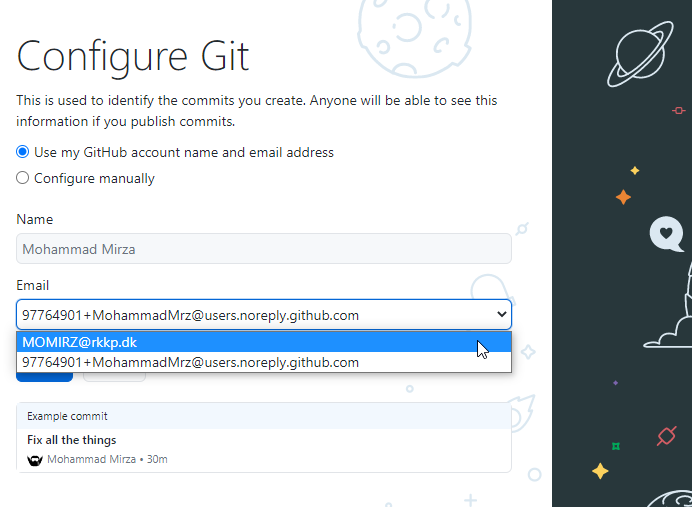 Configure Git
This is used to identify the commits you create. Anyone will be able to see this
information if you publish commits.
Use my GitHub account name and email address
Configure manually
Name
Mohammad Mirza
Email
97764901+MohammadMrz@users.noreply.github.com
MOMIRZ@rkkp.dk
97764901+MohammadMrz@users.noreply.github.com
Example commit
Fix all the things
Mohammad Mirza • 30m